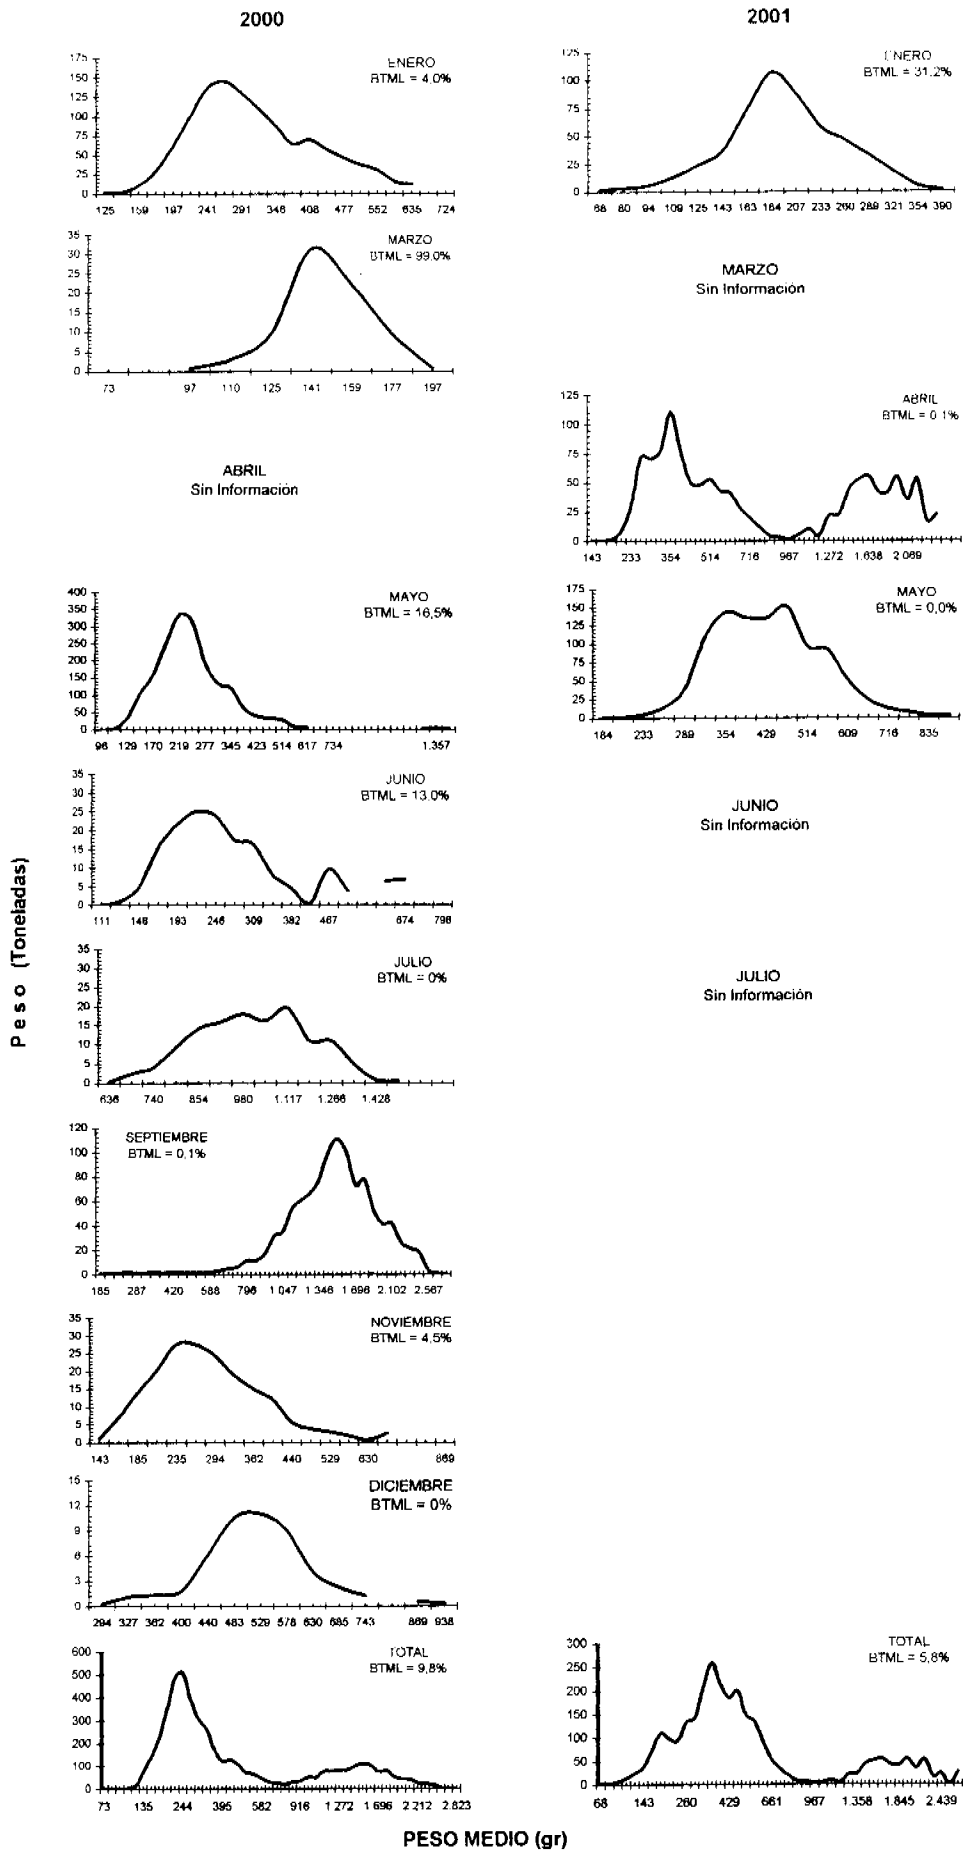 2000
2001
ENERO
BTML = 4,0%
175
150
125
100
75
50
25
0
125 159 197 241 291 346 408 477 552 635 724
ENERO
BTML = 31,2%
125
100
75
50
25
0
68 80 94 109 125 143 163 184 207 233 260 289 321 354 390
MARZO
BTML = 99,0%
35
30
25
20
15
10
5
0
73 97 110 125 141 159 177 197
MARZO
Sin Información
ABRIL
Sin Información
ABRIL
BTML = 0.1%
125
100
75
50
25
0
143 233 354 514 716 967 1.272 1.638 2.069
MAYO
BTML = 16,5%
400
350
300
250
200
150
100
50
0
96 129 170 219 277 345 423 514 617 734 1.357
MAYO
BTML = 0,0%
175
150
125
100
75
50
25
0
184 233 289 354 429 514 609 716 835
JUNIO
BTML = 13,0%
35
30
25
20
15
10
5
0
111 148 193 246 309 382 467 674 796
JUNIO
Sin Información
Peso (Toneladas)
JULIO
BTML = 0%
35
30
25
20
15
10
5
0
636 740 854 980 1.117 1.266 1.428
JULIO
Sin Información
SEPTIEMBRE
BTML = 0,1%
120
100
80
60
40
20
0
185 287 420 588 796 1.047 1.346 1.696 2.102 2.567
NOVIEMBRE
BTML = 4,5%
35
30
25
20
15
10
5
0
143 185 235 294 362 440 529 630 869
DICIEMBRE
BTML = 0%
15
12
9
6
3
0
294 327 362 400 440 483 529 578 630 685 743 869 938
TOTAL
BTML = 9,8%
600
500
400
300
200
100
0
73 135 244 395 582 916 1.272 1.696 2.212 2.823
TOTAL
BTML = 5,8%
300
250
200
150
100
50
0
68 143 260 429 661 967 1.358 1.845 2.439
PESO MEDIO (gr)